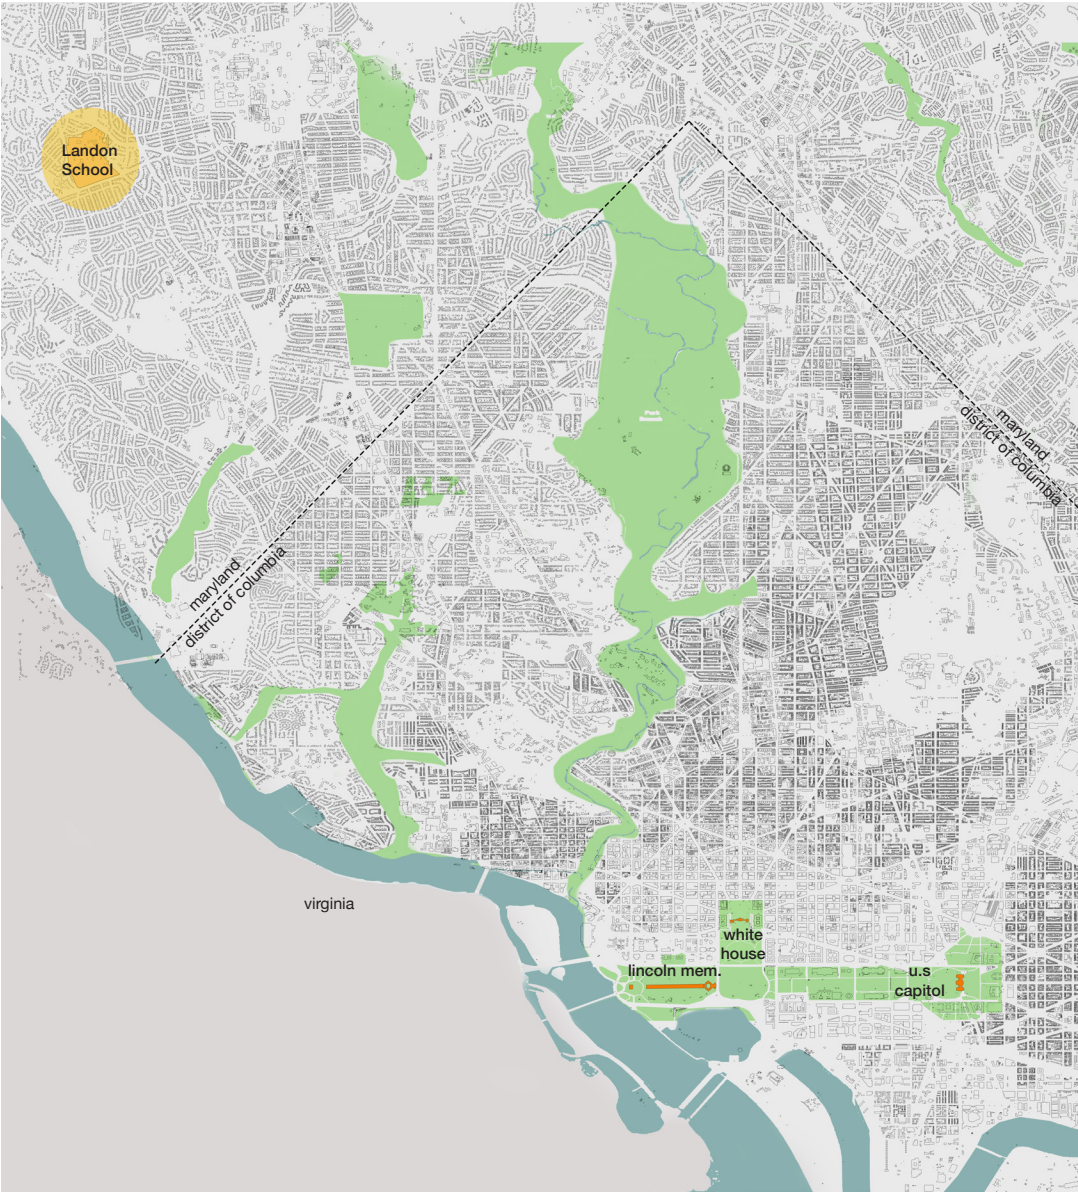 Landon
School
maryland
district of columbia
maryland
district of columbia
virginia
white
house
lincoln mem.
u.s
capitol